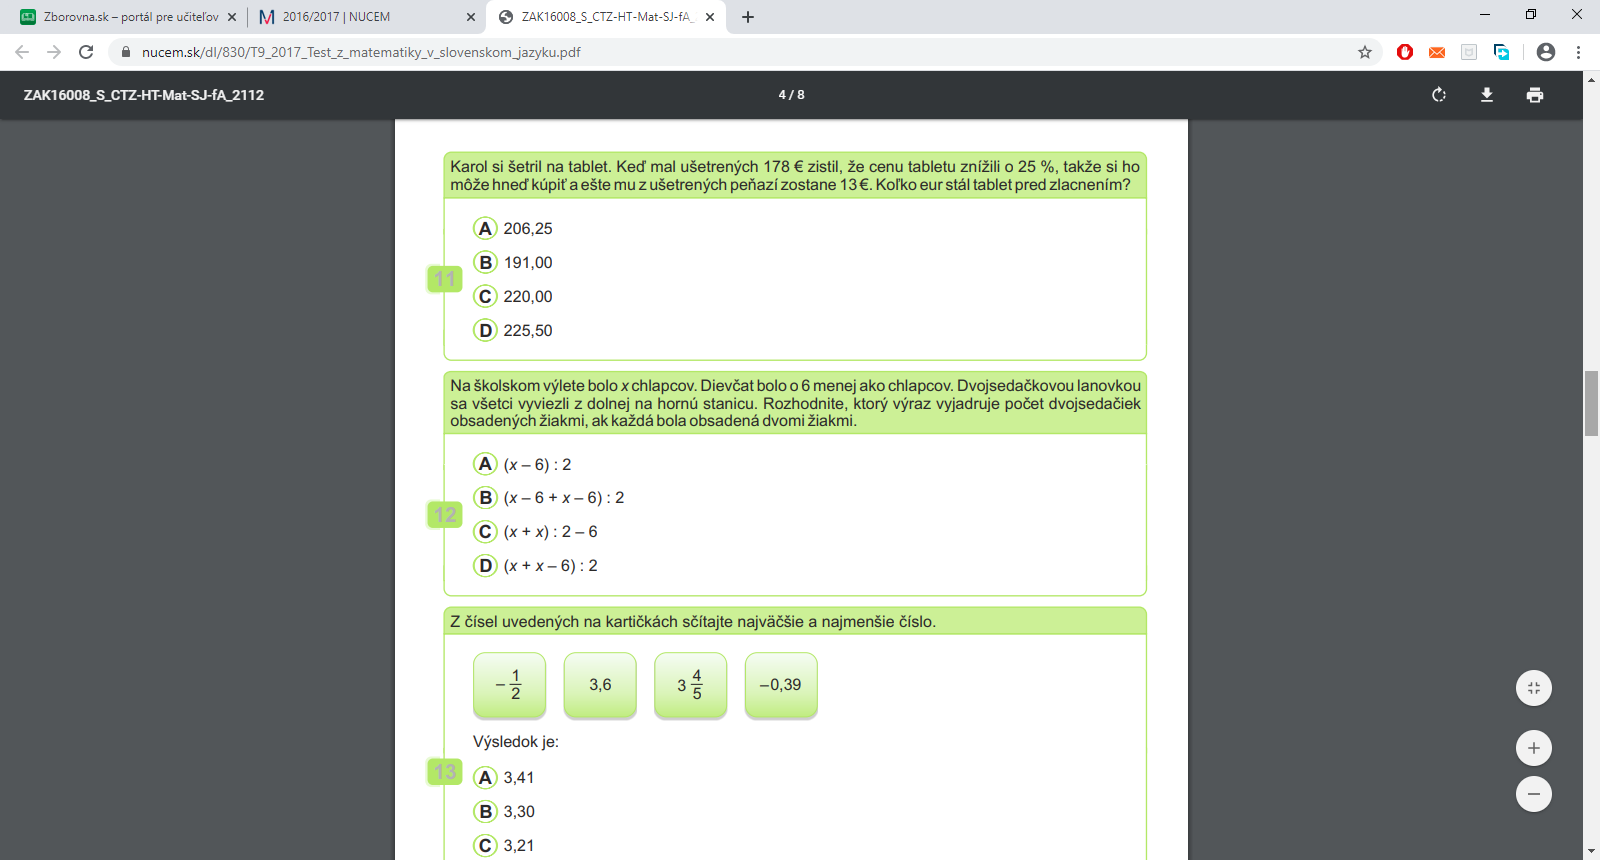 Zborovna.sk – portál pre učiteľov
2016/2017 | NUCEM
ZAK16008_S_CTZ-HT-Mat-SJ-fA_
nucem.sk/dl/830/T9_2017_Test_z_matematiky_v_slovenskom_jazyku.pdf
ZAK16008_S_CTZ-HT-Mat-SJ-fA_2112
4 / 8
Karol si šetril na tablet. Keď mal ušetrených 178 € zistil, že cenu tabletu znížili o 25 %, takže si ho
môže hneď kúpiť a ešte mu z ušetrených peňazí zostane 13 €. Koľko eur stál tablet pred zlacnením?
11
A 206,25
B 191,00
C 220,00
D 225,50
Na školskom výlete bolo x chlapcov. Dievčat bolo o 6 menej ako chlapcov. Dvojsedačkovou lanovkou
sa všetci vyviezli z dolnej na hornú stanicu. Rozhodnite, ktorý výraz vyjadruje počet dvojsedačiek
obsadených žiakmi, ak každá bola obsadená dvomi žiakmi.
12
A (x – 6) : 2
B (x – 6 + x – 6) : 2
C (x + x) : 2 – 6
D (x + x – 6) : 2
Z čísel uvedených na kartičkách sčítajte najväčšie a najmenšie číslo.
– 1/2 3,6 3 4/5 –0,39
Výsledok je:
13
A 3,41
B 3,30
C 3,21